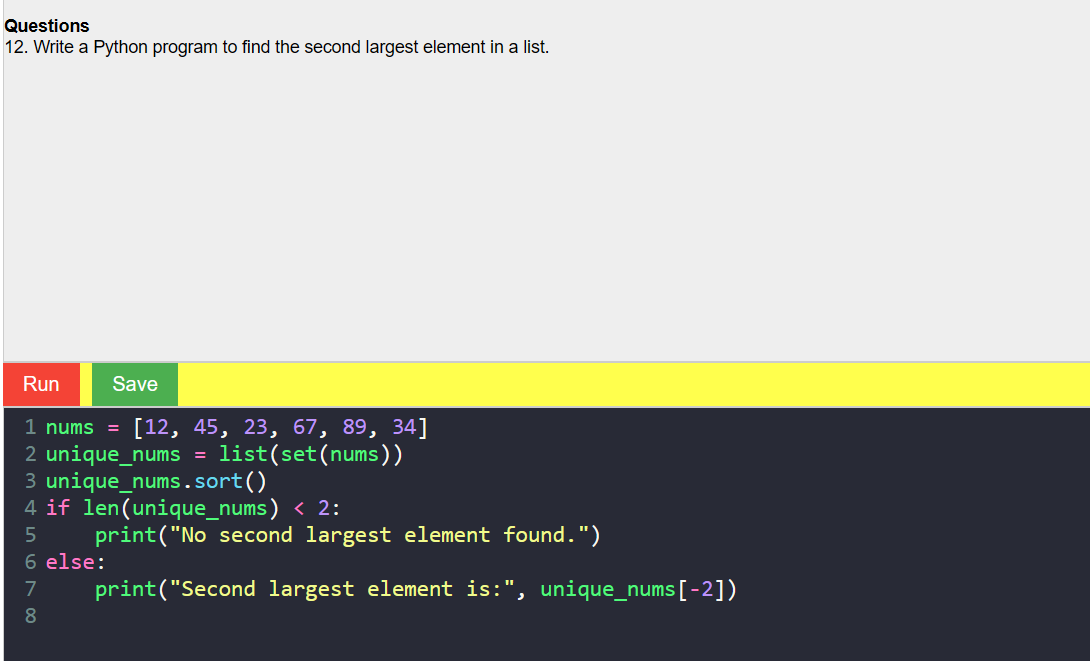 Questions
12. Write a Python program to find the second largest element in a list.
Run Save
1 nums = [12, 45, 23, 67, 89, 34]
2 unique_nums = list(set(nums))
3 unique_nums.sort()
4 if len(unique_nums) < 2:
5     print("No second largest element found.")
6 else:
7     print("Second largest element is:", unique_nums[-2])
8